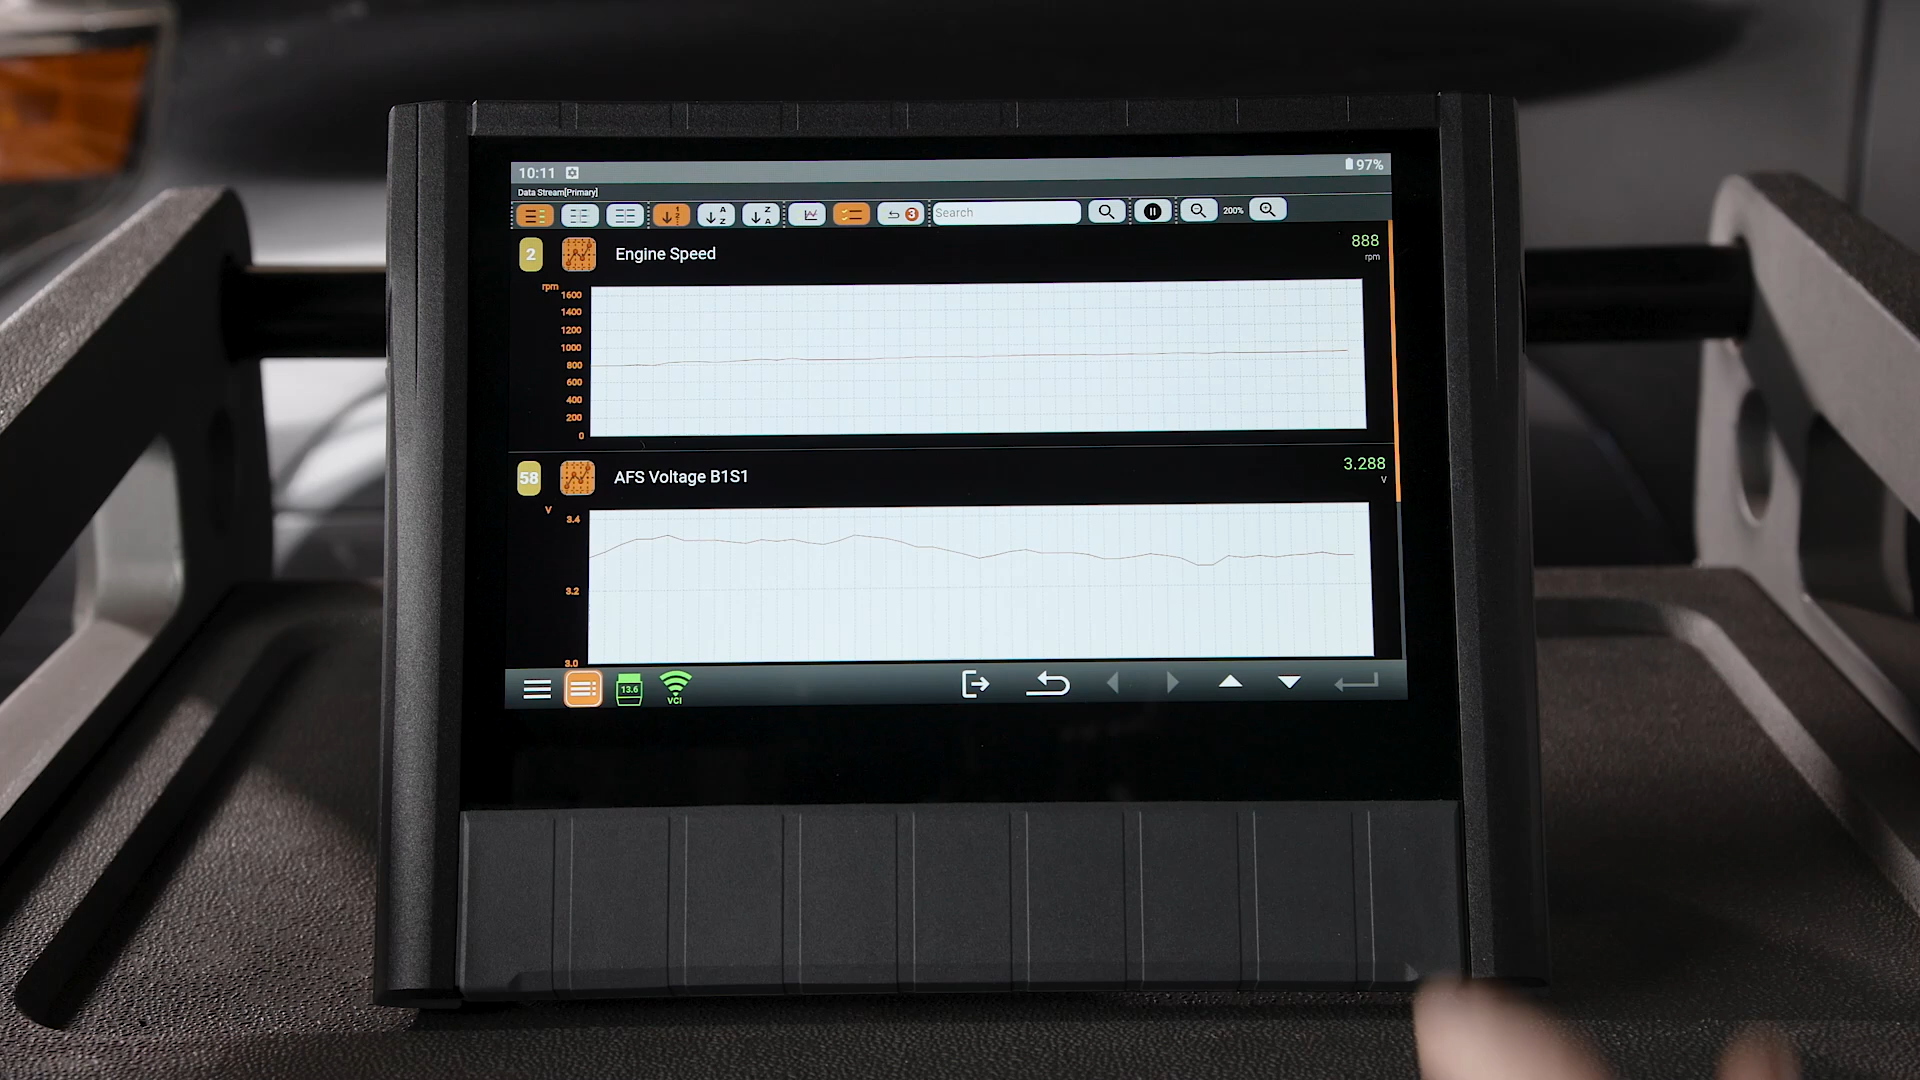 10:11 97%
Data Stream[Primary]
1 2 A Z Z A 3 Search 200%
2 Engine Speed 888
rpm
rpm
1600
1400
1200
1000
800
600
400
200
0
58 AFS Voltage B1S1 3.288
V
V
3.4
3.2
3.0
13.6 VCI